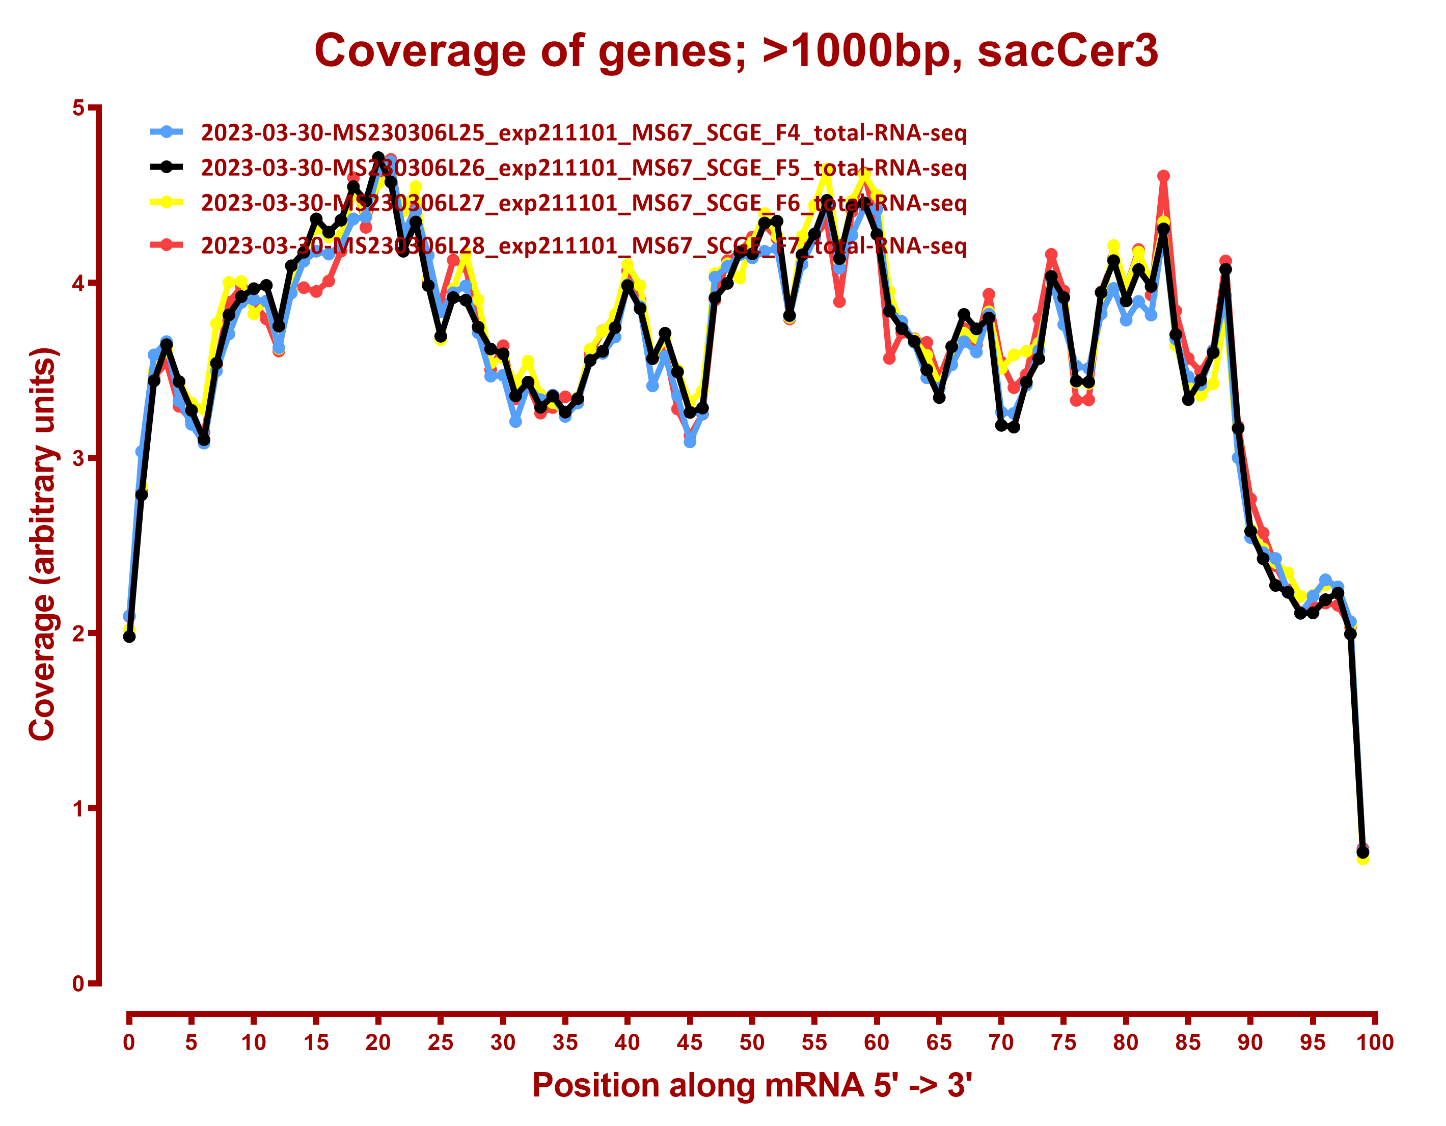 Coverage of genes; >1000bp, sacCer3
5
2023-03-30-MS230306L25_exp211101_MS67_SCGE_F4_total-RNA-seq
2023-03-30-MS230306L26_exp211101_MS67_SCGE_F5_total-RNA-seq
2023-03-30-MS230306L27_exp211101_MS67_SCGE_F6_total-RNA-seq
2023-03-30-MS230306L28_exp211101_MS67_SCGE_F7_total-RNA-seq
4
3
2
1
0
Coverage (arbitrary units)
0 5 10 15 20 25 30 35 40 45 50 55 60 65 70 75 80 85 90 95 100
Position along mRNA 5' -> 3'